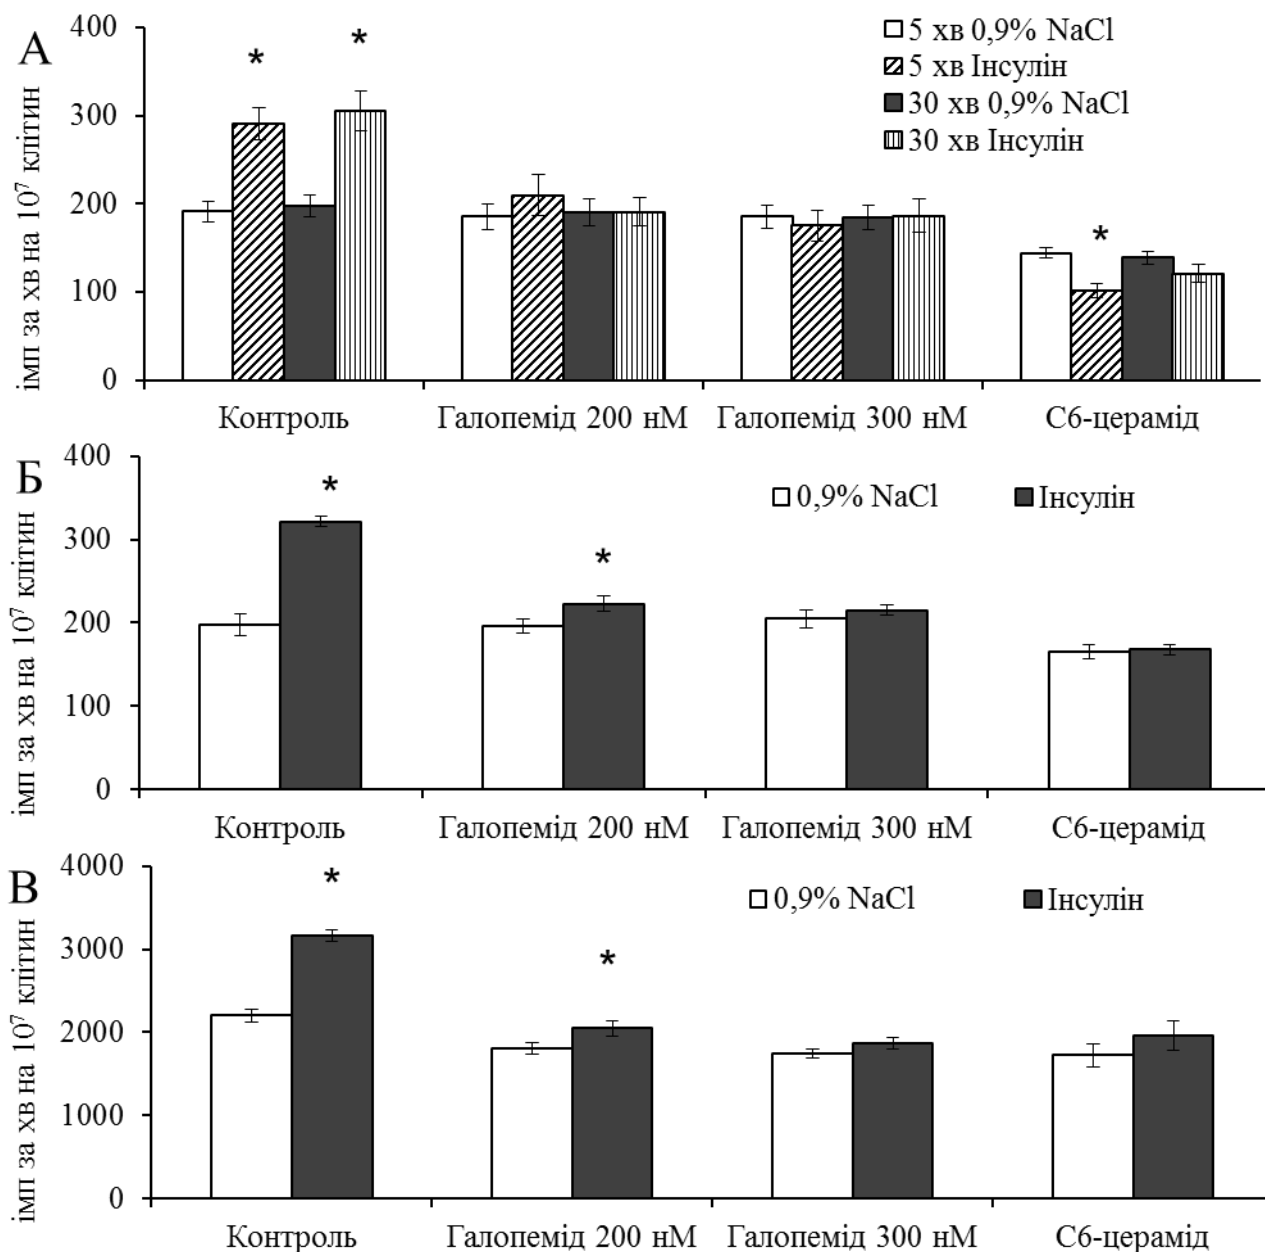 А
імп за хв на 10⁷ клітин
400
300
200
100
0
5 хв 0,9% NaCl
5 хв Інсулін
30 хв 0,9% NaCl
30 хв Інсулін
*
*
*
Контроль
Галопемід 200 нМ
Галопемід 300 нМ
С6-церамід
Б
імп за хв на 10⁷ клітин
400
300
200
100
0
0,9% NaCl
Інсулін
*
*
Контроль
Галопемід 200 нМ
Галопемід 300 нМ
С6-церамід
В
імп за хв на 10⁷ клітин
4000
3000
2000
1000
0
0,9% NaCl
Інсулін
*
*
Контроль
Галопемід 200 нМ
Галопемід 300 нМ
С6-церамід